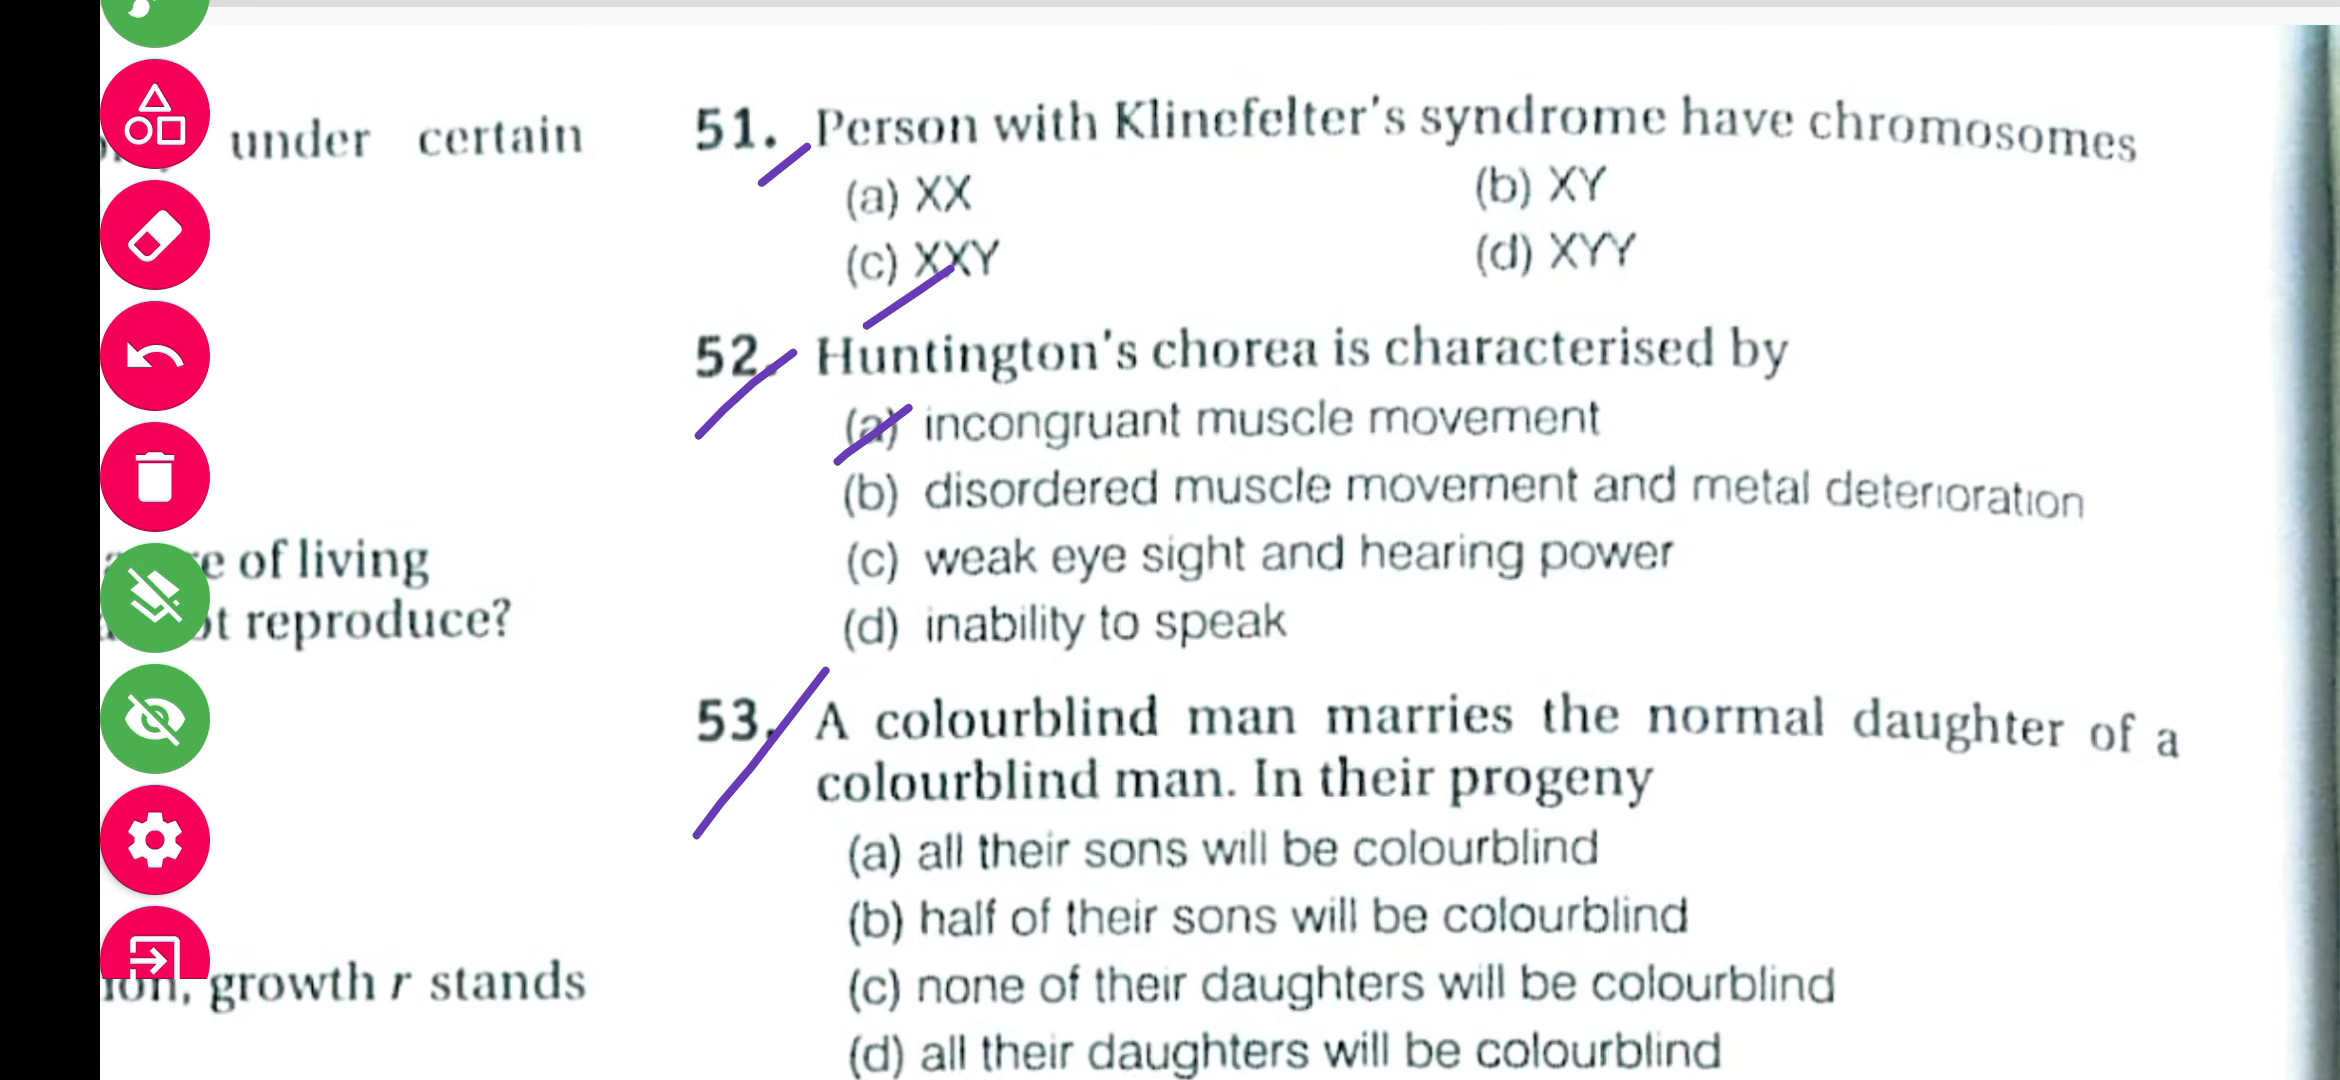 under certain
e of living
t reproduce?
growth r stands
51. Person with Klinefelter's syndrome have chromosomes
(a) XX
(b) XY
(c) XXY
(d) XYY
52. Huntington's chorea is characterised by
(a) incongruant muscle movement
(b) disordered muscle movement and metal deterioration
(c) weak eye sight and hearing power
(d) inability to speak
53. A colourblind man marries the normal daughter of a
colourblind man. In their progeny
(a) all their sons will be colourblind
(b) half of their sons will be colourblind
(c) none of their daughters will be colourblind
(d) all their daughters will be colourblind